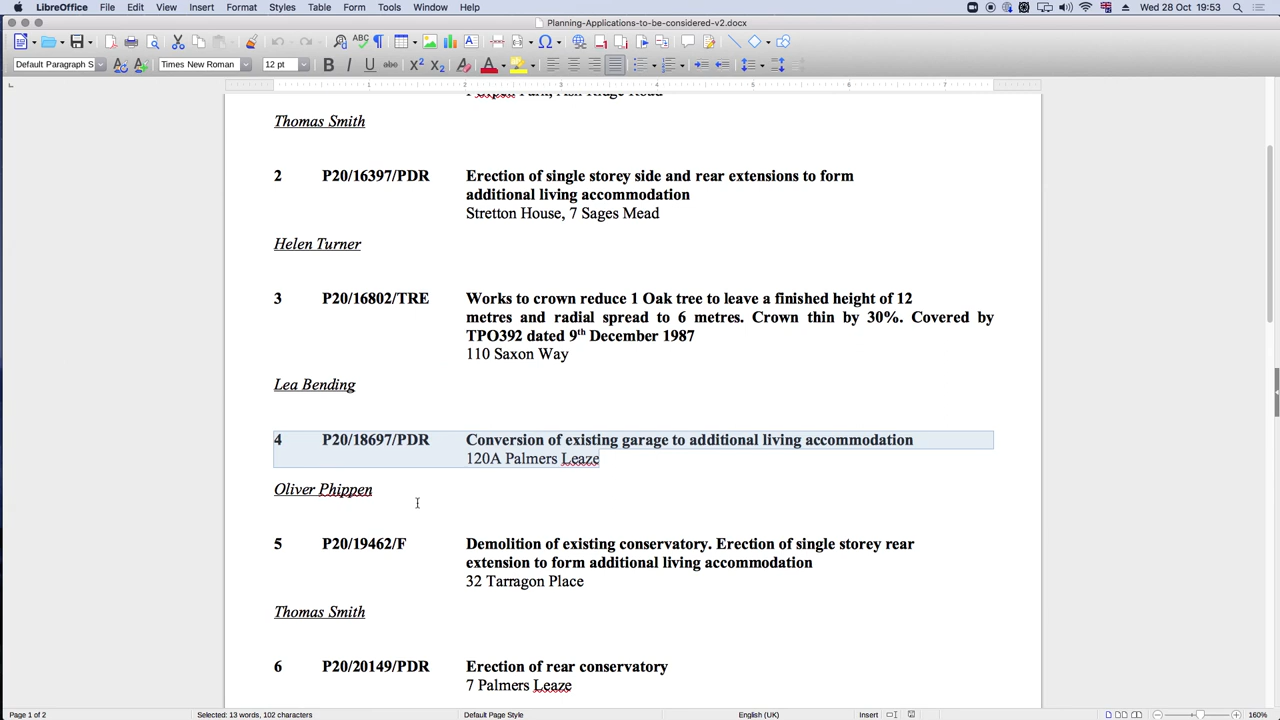 LibreOffice File Edit View Insert Format Styles Table Form Tools Window Help Wed 28 Oct 19:53
Planning-Applications-to-be-considered-v2.docx
Default Paragraph S Times New Roman 12 pt
1 2 3 4 5 6 7
Thomas Smith
2 P20/16397/PDR Erection of single storey side and rear extensions to form
additional living accommodation
Stretton House, 7 Sages Mead
Helen Turner
3 P20/16802/TRE Works to crown reduce 1 Oak tree to leave a finished height of 12
metres and radial spread to 6 metres. Crown thin by 30%. Covered by
TPO392 dated 9th December 1987
110 Saxon Way
Lea Bending
4 P20/18697/PDR Conversion of existing garage to additional living accommodation
120A Palmers Leaze
Oliver Phippen
5 P20/19462/F Demolition of existing conservatory. Erection of single storey rear
extension to form additional living accommodation
32 Tarragon Place
Thomas Smith
6 P20/20149/PDR Erection of rear conservatory
7 Palmers Leaze
Page 1 of 2 Selected: 13 words, 102 characters Default Page Style English (UK) Insert 160%